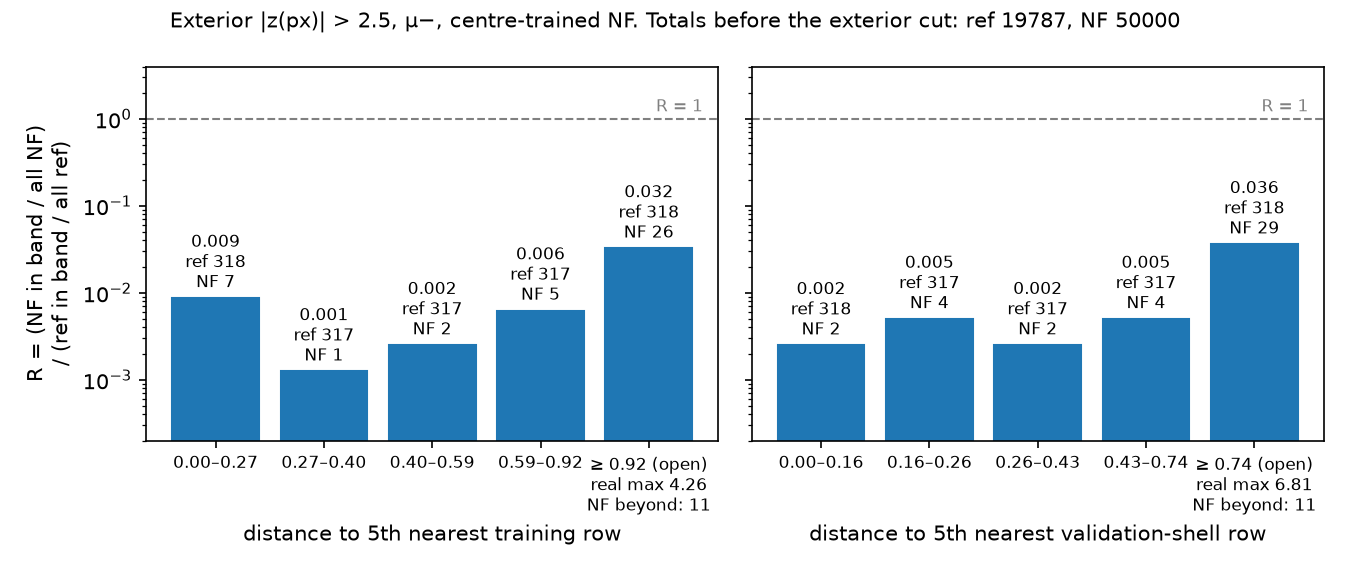 Exterior |z(px)| > 2.5, μ−, centre-trained NF. Totals before the exterior cut: ref 19787, NF 50000
R = (NF in band / all NF)
/ (ref in band / all ref)
10⁰
10⁻¹
10⁻²
10⁻³
R = 1
0.009
ref 318
NF 7
0.001
ref 317
NF 1
0.002
ref 317
NF 2
0.006
ref 317
NF 5
0.032
ref 318
NF 26
0.00–0.27
0.27–0.40
0.40–0.59
0.59–0.92
≥ 0.92 (open)
real max 4.26
NF beyond: 11
distance to 5th nearest training row
R = 1
0.002
ref 318
NF 2
0.005
ref 317
NF 4
0.002
ref 317
NF 2
0.005
ref 317
NF 4
0.036
ref 318
NF 29
0.00–0.16
0.16–0.26
0.26–0.43
0.43–0.74
≥ 0.74 (open)
real max 6.81
NF beyond: 11
distance to 5th nearest validation-shell row